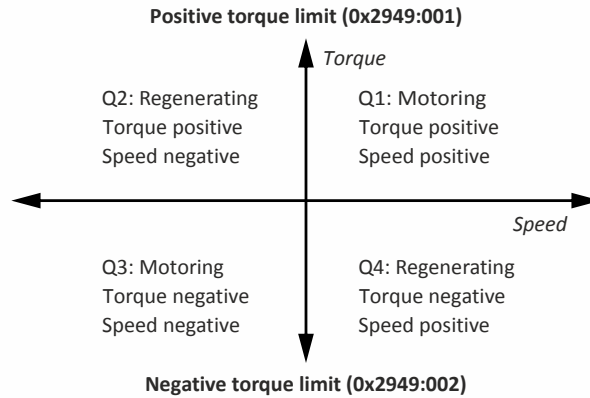 Positive torque limit (0x2949:001)
Torque
Q2: Regenerating
Torque positive
Speed negative
Q1: Motoring
Torque positive
Speed positive
Speed
Q3: Motoring
Torque negative
Speed negative
Q4: Regenerating
Torque negative
Speed positive
Negative torque limit (0x2949:002)